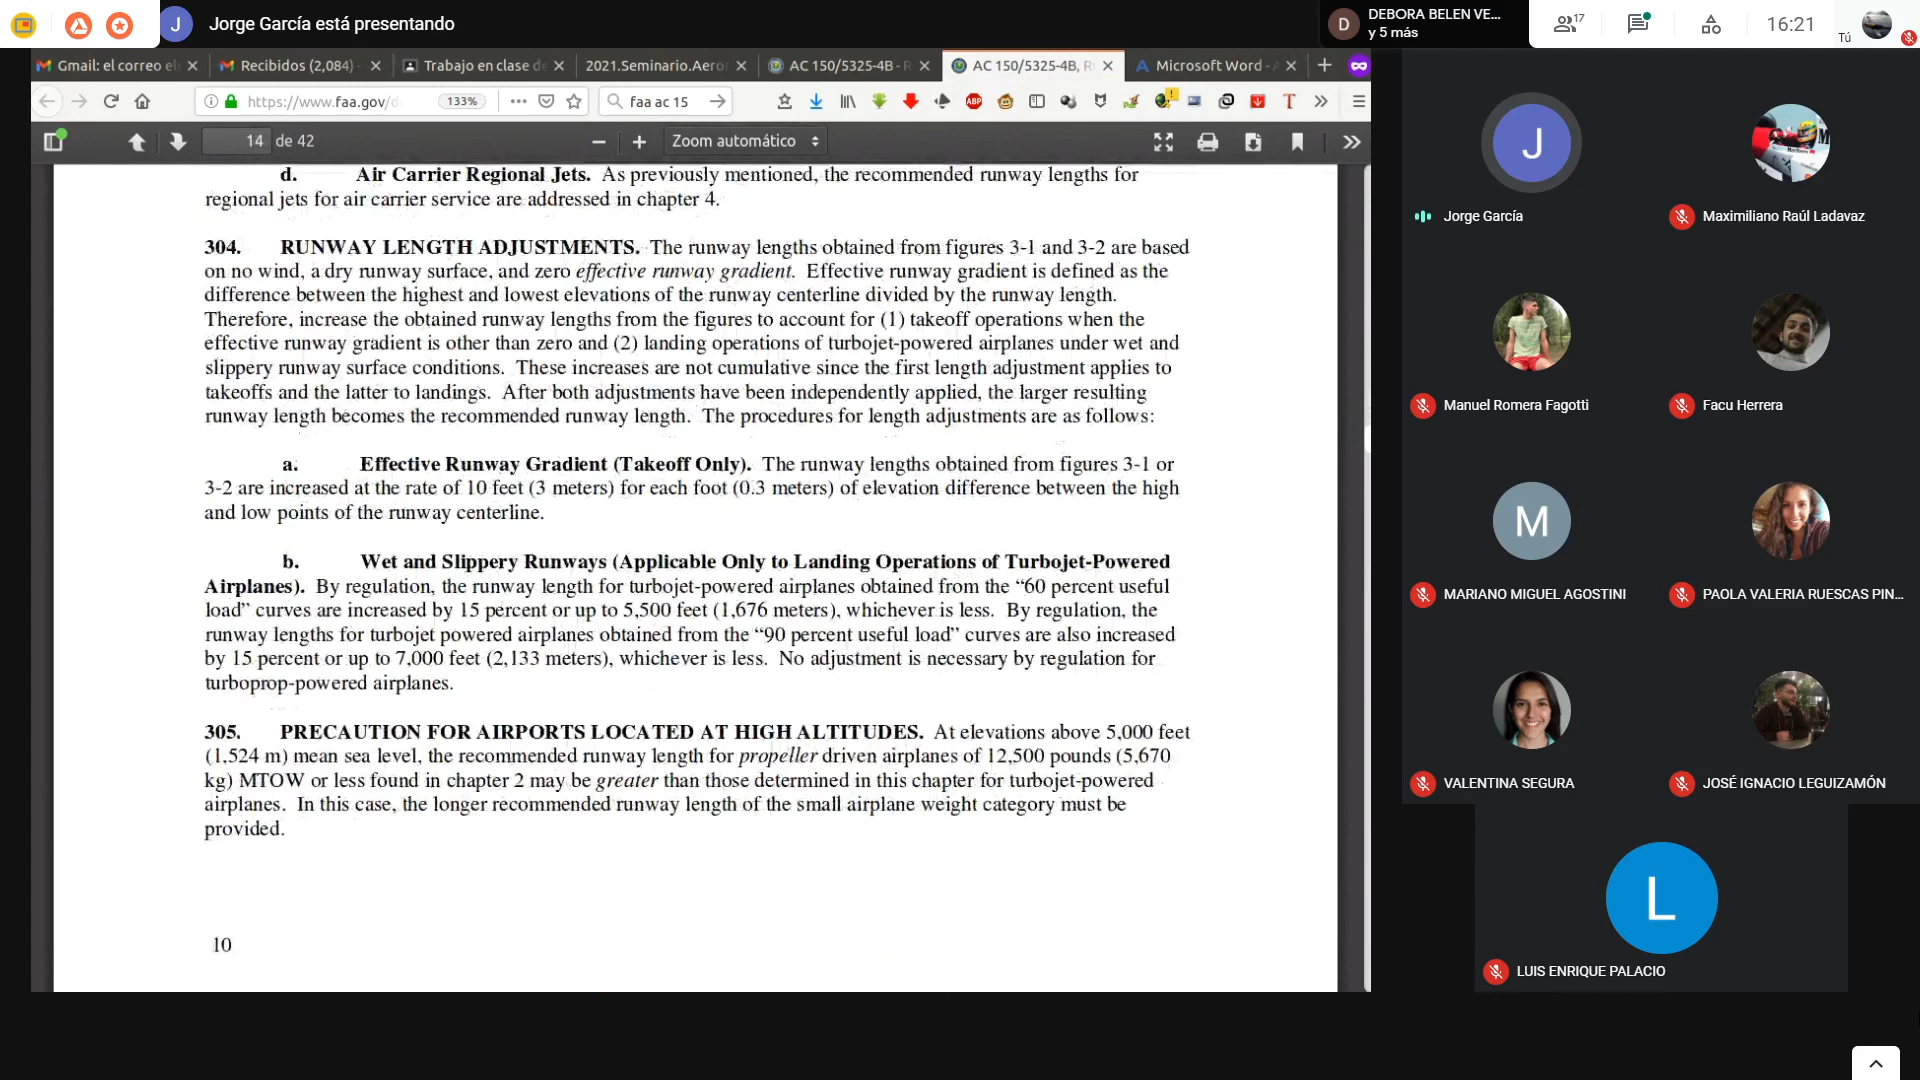 J
Jorge García está presentando
D
DEBORA BELEN VE...
y 5 más
17
16:21
Tú
Gmail: el correo el
Recibidos (2,084) -
Trabajo en clase de
2021.Seminario.Aero
AC 150/5325-4B - R
AC 150/5325-4B, R
Microsoft Word - A
https://www.faa.gov/d
133%
faa ac 15
ABP
T
14 de 42
Zoom automático
d. Air Carrier Regional Jets. As previously mentioned, the recommended runway lengths for
regional jets for air carrier service are addressed in chapter 4.
304. RUNWAY LENGTH ADJUSTMENTS. The runway lengths obtained from figures 3-1 and 3-2 are based
on no wind, a dry runway surface, and zero effective runway gradient. Effective runway gradient is defined as the
difference between the highest and lowest elevations of the runway centerline divided by the runway length.
Therefore, increase the obtained runway lengths from the figures to account for (1) takeoff operations when the
effective runway gradient is other than zero and (2) landing operations of turbojet-powered airplanes under wet and
slippery runway surface conditions. These increases are not cumulative since the first length adjustment applies to
takeoffs and the latter to landings. After both adjustments have been independently applied, the larger resulting
runway length becomes the recommended runway length. The procedures for length adjustments are as follows:
a. Effective Runway Gradient (Takeoff Only). The runway lengths obtained from figures 3-1 or
3-2 are increased at the rate of 10 feet (3 meters) for each foot (0.3 meters) of elevation difference between the high
and low points of the runway centerline.
b. Wet and Slippery Runways (Applicable Only to Landing Operations of Turbojet-Powered
Airplanes). By regulation, the runway length for turbojet-powered airplanes obtained from the “60 percent useful
load” curves are increased by 15 percent or up to 5,500 feet (1,676 meters), whichever is less. By regulation, the
runway lengths for turbojet powered airplanes obtained from the “90 percent useful load” curves are also increased
by 15 percent or up to 7,000 feet (2,133 meters), whichever is less. No adjustment is necessary by regulation for
turboprop-powered airplanes.
305. PRECAUTION FOR AIRPORTS LOCATED AT HIGH ALTITUDES. At elevations above 5,000 feet
(1,524 m) mean sea level, the recommended runway length for propeller driven airplanes of 12,500 pounds (5,670
kg) MTOW or less found in chapter 2 may be greater than those determined in this chapter for turbojet-powered
airplanes. In this case, the longer recommended runway length of the small airplane weight category must be
provided.
10
J
Jorge García
Maximiliano Raúl Ladavaz
Manuel Romera Fagotti
Facu Herrera
M
MARIANO MIGUEL AGOSTINI
PAOLA VALERIA RUESCAS PIN...
VALENTINA SEGURA
JOSÉ IGNACIO LEGUIZAMÓN
L
LUIS ENRIQUE PALACIO